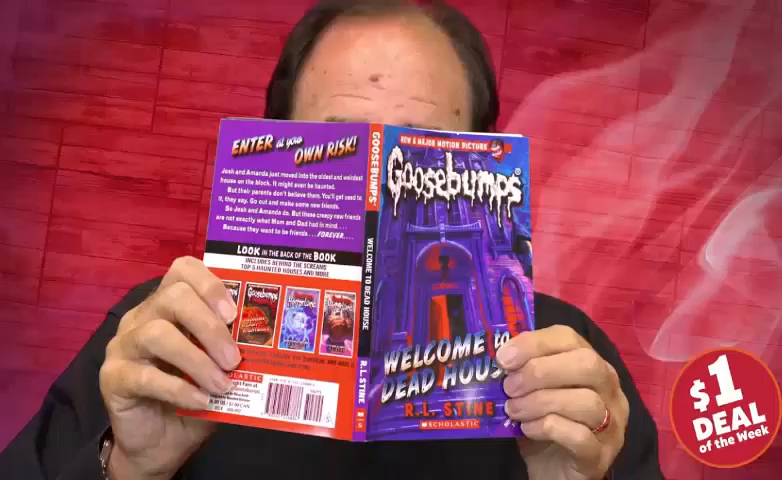 ENTER at your
OWN RISK!
Josh and Amanda just moved into the oldest and weirdest
house on the block. It might even be haunted.
But their parents don't believe them. You'll get used to
it, they say. Go out and make some new friends.
So Josh and Amanda do. But these creepy new friends
are not exactly what Mom and Dad had in mind....
Because they want to be friends ...FOREVER....
LOOK IN THE BACK OF THE BOOK
INCLUDES BEHIND THE SCREAMS
TOP 5 HAUNTED HOUSES AND MORE
Goosebumps
SCHOLASTIC
GOOSEBUMPS
WELCOME TO DEAD HOUSE
R.L. STINE
NOW A MAJOR MOTION PICTURE
Goosebumps
WELCOME to
DEAD HOUS
R.L. STINE
SCHOLASTIC
$1
DEAL
of the Week